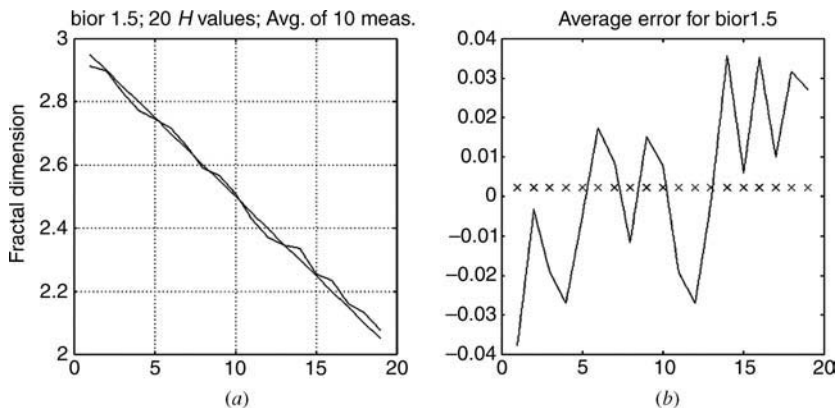 bior 1.5; 20 H values; Avg. of 10 meas.
Fractal dimension
3
2.8
2.6
2.4
2.2
2
0 5 10 15 20
(a)
Average error for bior1.5
0.04
0.03
0.02
0.01
0
−0.01
−0.02
−0.03
−0.04
0 5 10 15 20
(b)